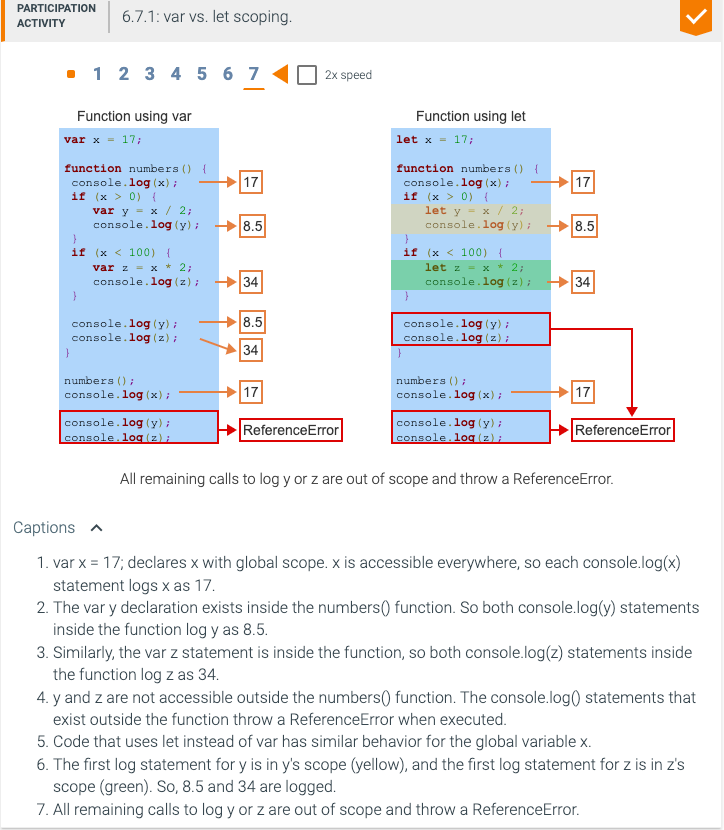 PARTICIPATION
ACTIVITY
6.7.1: var vs. let scoping.
1 2 3 4 5 6 7 2x speed
Function using var
var x = 17;
function numbers() {
console.log(x);
17
if (x > 0) {
var y = x / 2;
console.log(y);
8.5
}
if (x < 100) {
var z = x * 2;
console.log(z);
34
}
console.log(y);
8.5
console.log(z);
34
}
numbers();
console.log(x);
17
console.log(y);
console.log(z);
ReferenceError
Function using let
let x = 17;
function numbers() {
console.log(x);
17
if (x > 0) {
let y = x / 2;
console.log(y);
8.5
}
if (x < 100) {
let z = x * 2;
console.log(z);
34
}
console.log(y);
console.log(z);
}
numbers();
console.log(x);
17
console.log(y);
console.log(z);
ReferenceError
All remaining calls to log y or z are out of scope and throw a ReferenceError.
Captions
1. var x = 17; declares x with global scope. x is accessible everywhere, so each console.log(x)
statement logs x as 17.
2. The var y declaration exists inside the numbers() function. So both console.log(y) statements
inside the function log y as 8.5.
3. Similarly, the var z statement is inside the function, so both console.log(z) statements inside
the function log z as 34.
4. y and z are not accessible outside the numbers() function. The console.log() statements that
exist outside the function throw a ReferenceError when executed.
5. Code that uses let instead of var has similar behavior for the global variable x.
6. The first log statement for y is in y's scope (yellow), and the first log statement for z is in z's
scope (green). So, 8.5 and 34 are logged.
7. All remaining calls to log y or z are out of scope and throw a ReferenceError.